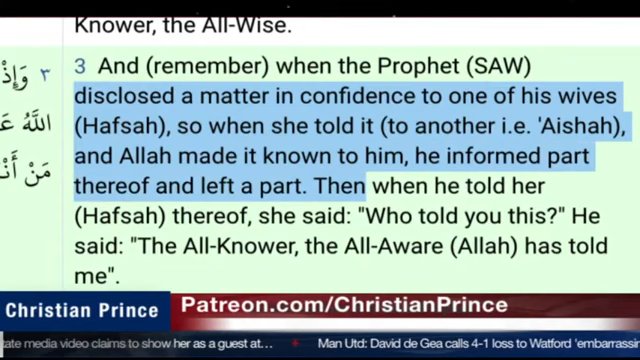 Knower, the All-Wise.
3 And (remember) when the Prophet (SAW)
disclosed a matter in confidence to one of his wives
(Hafsah), so when she told it (to another i.e. 'Aishah),
and Allah made it known to him, he informed part
thereof and left a part. Then when he told her
(Hafsah) thereof, she said: "Who told you this?" He
said: "The All-Knower, the All-Aware (Allah) has told
me".
٣ وَإِذْ
اللَّهُ
مَنْ
Christian Prince
Patreon.com/ChristianPrince
state media video claims to show her as a guest at... Man Utd: David de Gea calls 4-1 loss to Watford 'embarrassin